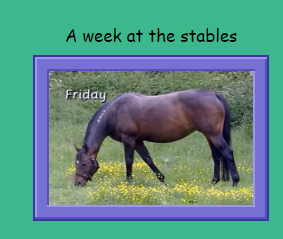 A week at the stables
Friday